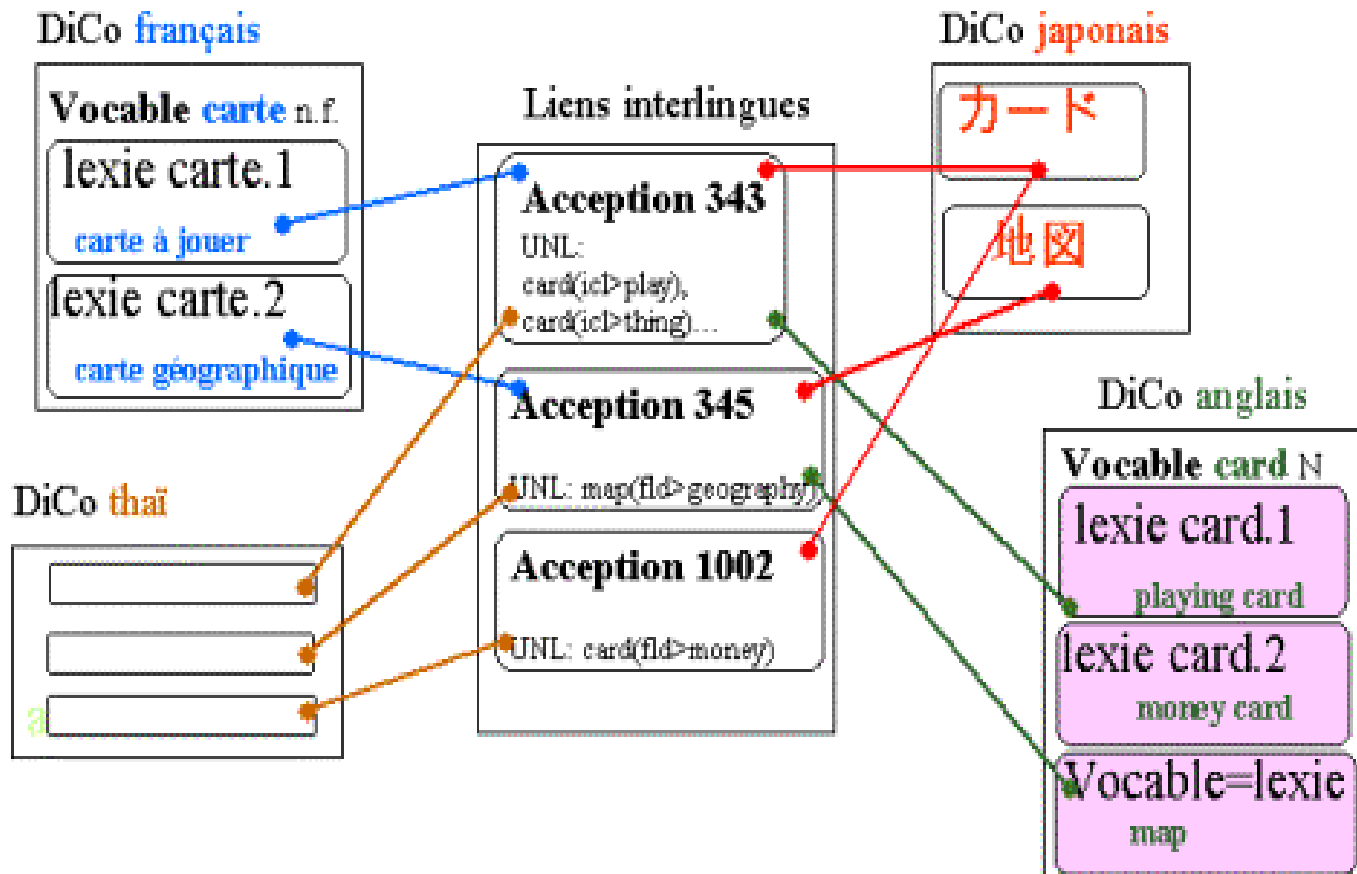 DiCo français
Vocable carte n.f.
lexie carte.1
carte à jouer
lexie carte.2
carte géographique
DiCo thaï
a
Liens interlingues
Acception 343
UNL:
card(icl>play),
card(icl>thing)...
Acception 345
UNL: map(fld>geography)
Acception 1002
UNL: card(fld>money)
DiCo japonais
カード
地図
DiCo anglais
Vocable card N
lexie card.1
playing card
lexie card.2
money card
Vocable=lexie
map